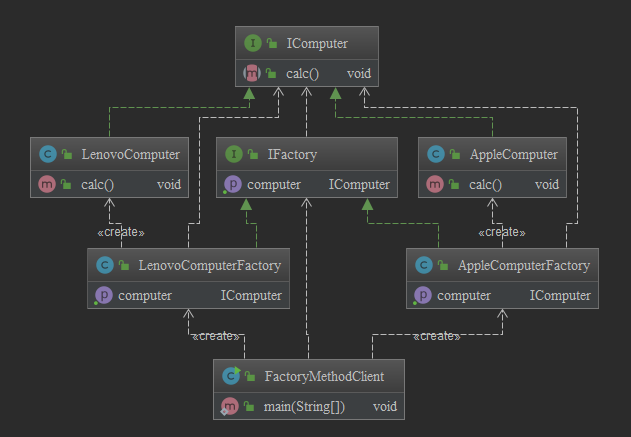 I IComputer
m calc() void
C LenovoComputer
m calc() void
I IFactory
p computer IComputer
C AppleComputer
m calc() void
«create»
«create»
C LenovoComputerFactory
p computer IComputer
C AppleComputerFactory
p computer IComputer
«create»
«create»
C FactoryMethodClient
m main(String[]) void